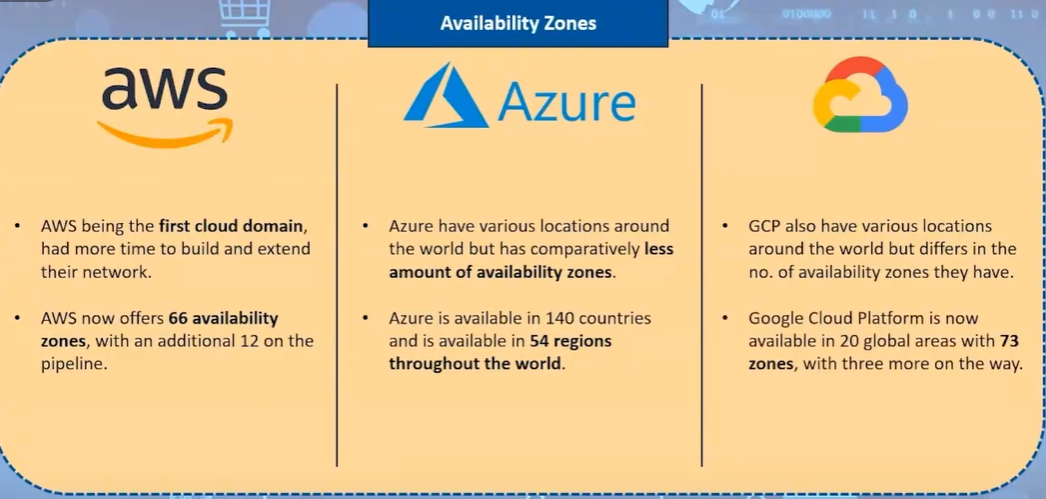 Availability Zones
aws
Azure
• AWS being the first cloud domain,
had more time to build and extend
their network.
• AWS now offers 66 availability
zones, with an additional 12 on the
pipeline.
• Azure have various locations around
the world but has comparatively less
amount of availability zones.
• Azure is available in 140 countries
and is available in 54 regions
throughout the world.
• GCP also have various locations
around the world but differs in the
no. of availability zones they have.
• Google Cloud Platform is now
available in 20 global areas with 73
zones, with three more on the way.